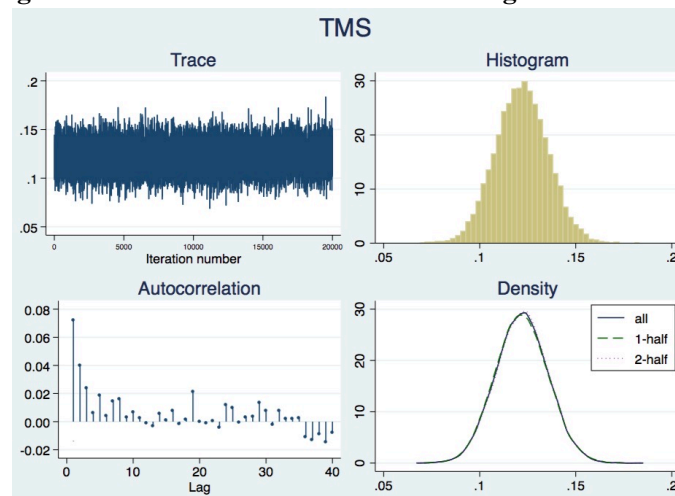 TMS
Trace
.2
.15
.1
.05
0 5000 10000 15000 20000
Iteration number
Histogram
30
20
10
0
.05 .1 .15 .2
Autocorrelation
0.08
0.06
0.04
0.02
0.00
-0.02
0 10 20 30 40
Lag
Density
30
20
10
0
all
1-half
2-half
.05 .1 .15 .2